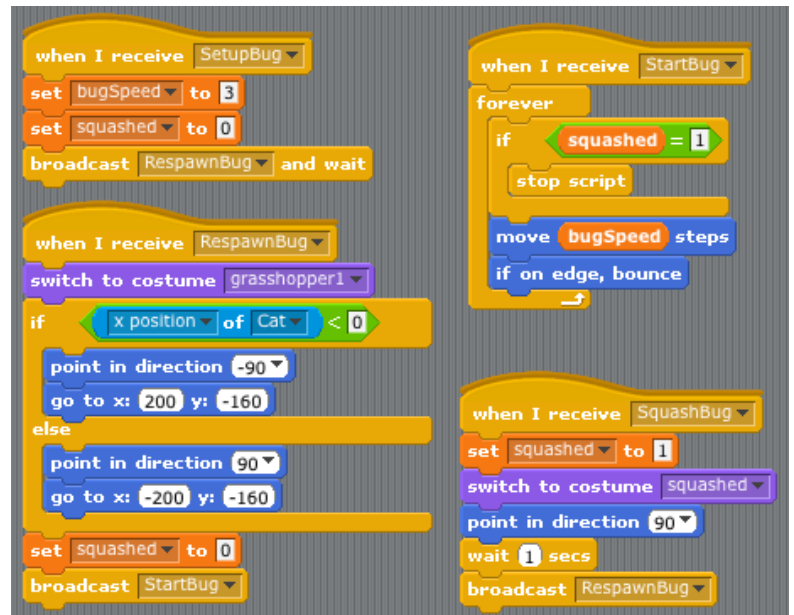 when I receive SetupBug
set bugSpeed to 3
set squashed to 0
broadcast RespawnBug and wait
when I receive RespawnBug
switch to costume grasshopper1
if x position of Cat < 0
point in direction -90
go to x: 200 y: -160
else
point in direction 90
go to x: -200 y: -160
set squashed to 0
broadcast StartBug
when I receive StartBug
forever
if squashed = 1
stop script
move bugSpeed steps
if on edge, bounce
when I receive SquashBug
set squashed to 1
switch to costume squashed
point in direction 90
wait 1 secs
broadcast RespawnBug